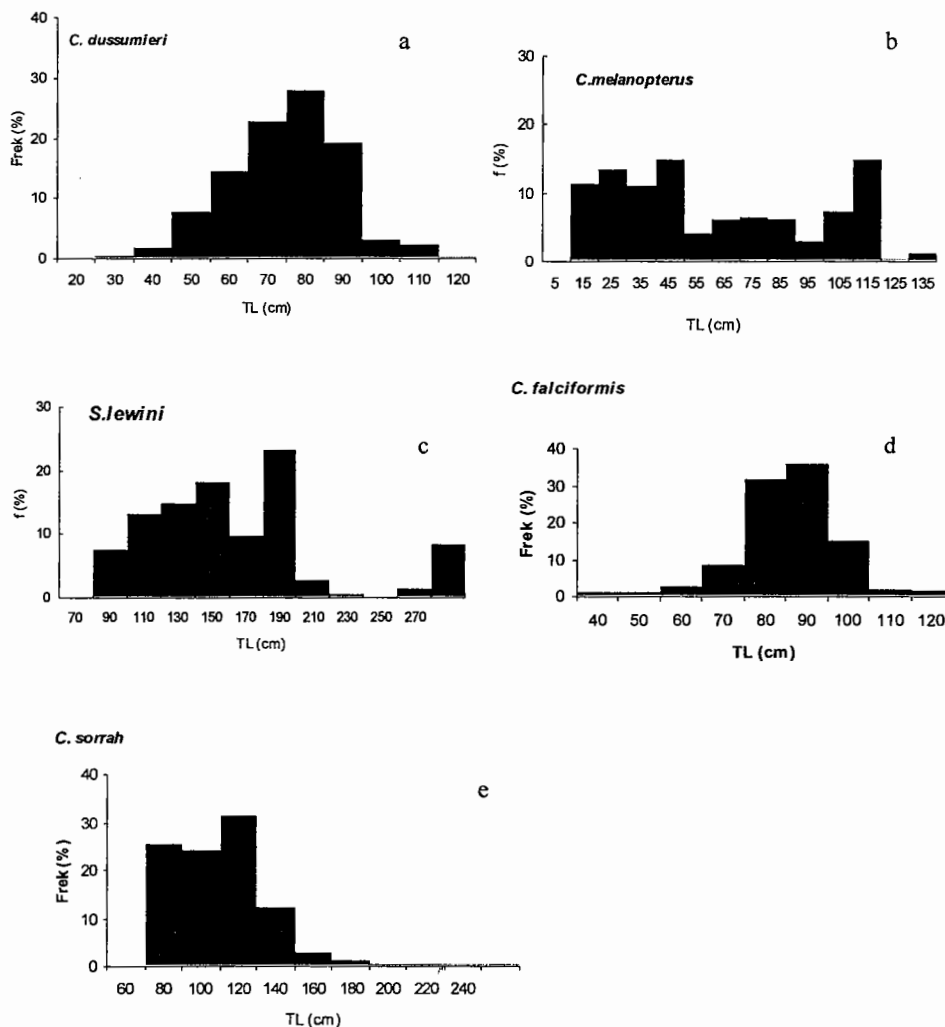 C. dussumieri
a
40
30
20
10
0
Frek (%)
20 30 40 50 60 70 80 90 100 110 120
TL (cm)
b
C.melanopterus
30
20
10
0
f (%)
5 15 25 35 45 55 65 75 85 95 105 115 125 135
TL (cm)
S.lewini
c
30
20
10
0
f (%)
70 90 110 130 150 170 190 210 230 250 270
TL (cm)
C. falciformis
d
40
30
20
10
0
Frek (%)
40 50 60 70 80 90 100 110 120
TL (cm)
C. sorrah
e
40
30
20
10
0
Frek (%)
60 80 100 120 140 160 180 200 220 240
TL (cm)